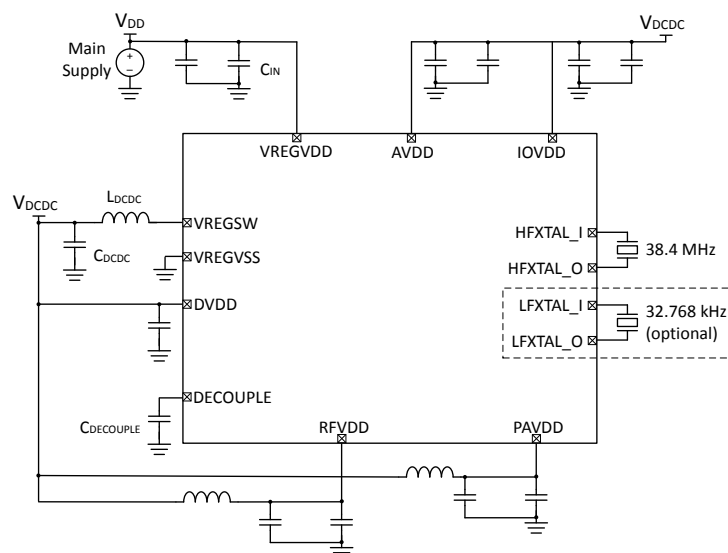 VDD
VDCDC
Main
Supply
+
–
CIN
VREGVDD
AVDD
IOVDD
VDCDC
LDCDC
VREGSW
HFXTAL_I
38.4 MHz
CDCDC
VREGVSS
HFXTAL_O
DVDD
LFXTAL_I
32.768 kHz
(optional)
LFXTAL_O
DECOUPLE
CDECOUPLE
RFVDD
PAVDD